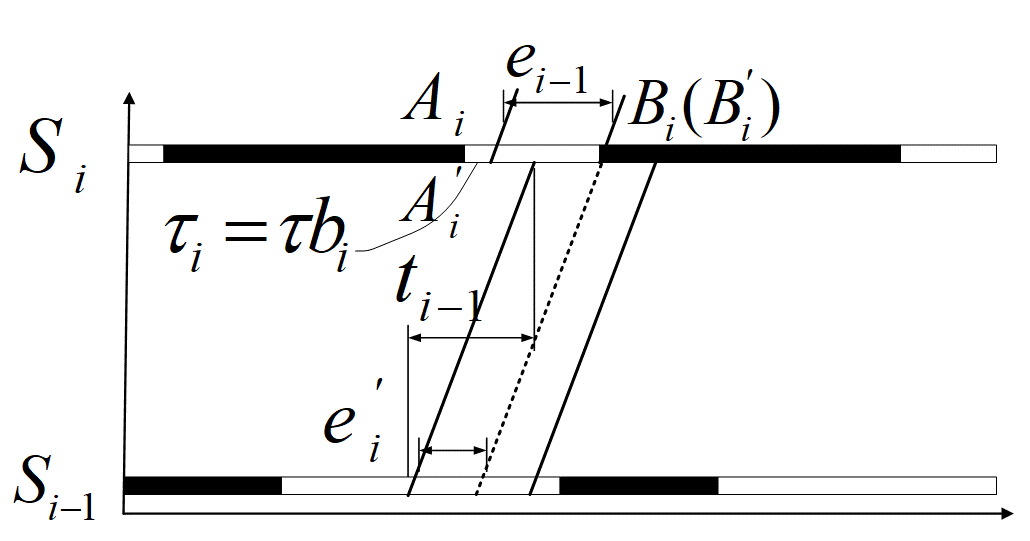 e_{i-1}
A_i
B_i(B_i')
S_i
A_i'
τ_i = τb_i
t_{i-1}
e_i'
S_{i-1}